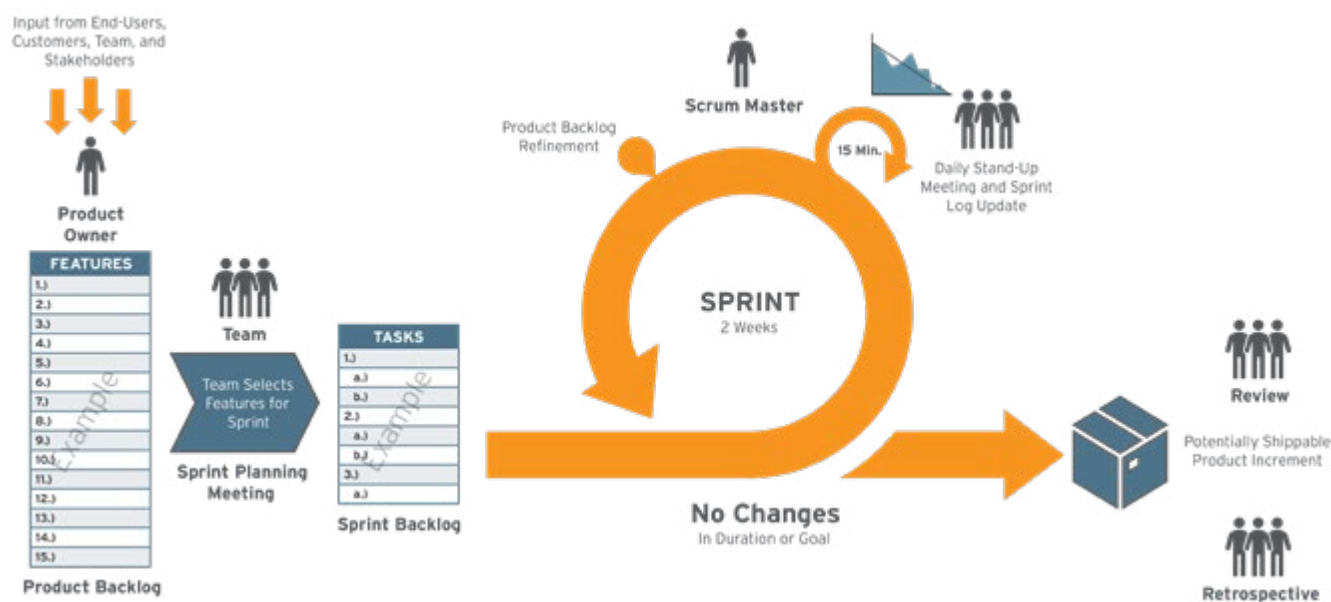 Input from End-Users,
Customers, Team, and
Stakeholders
Product
Owner
FEATURES
1.)
2.)
3.)
4.)
5.)
6.)
7.)
8.)
9.)
10.)
11.)
12.)
13.)
14.)
15.)
Example
Product Backlog
Team
Team Selects
Features for
Sprint
Sprint Planning
Meeting
TASKS
1.)
a.)
b.)
2.)
a.)
b.)
3.)
a.)
Example
Sprint Backlog
Product Backlog
Refinement
Scrum Master
15 Min.
Daily Stand-Up
Meeting and Sprint
Log Update
SPRINT
2 Weeks
No Changes
In Duration or Goal
Review
Potentially Shippable
Product Increment
Retrospective